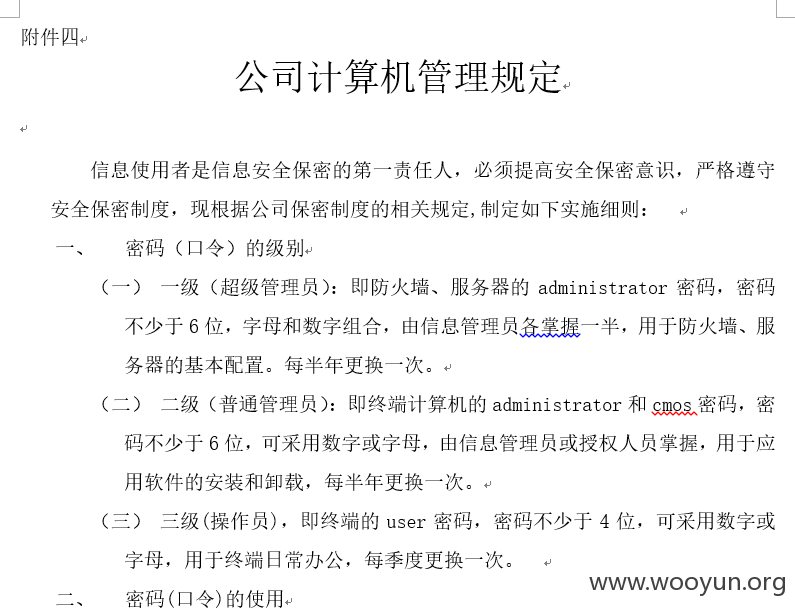 附件四
公司计算机管理规定
信息使用者是信息安全保密的第一责任人，必须提高安全保密意识，严格遵守
安全保密制度，现根据公司保密制度的相关规定,制定如下实施细则：
一、 密码（口令）的级别
（一） 一级（超级管理员）：即防火墙、服务器的 administrator 密码，密码
不少于 6 位，字母和数字组合，由信息管理员各掌握一半，用于防火墙、服
务器的基本配置。每半年更换一次。
（二） 二级（普通管理员）：即终端计算机的 administrator 和 cmos 密码，密
码不少于 6 位，可采用数字或字母，由信息管理员或授权人员掌握，用于应
用软件的安装和卸载，每半年更换一次。
（三） 三级(操作员)，即终端的 user 密码，密码不少于 4 位，可采用数字或
字母，用于终端日常办公，每季度更换一次。
二、 密码(口令)的使用
www.wooyun.org